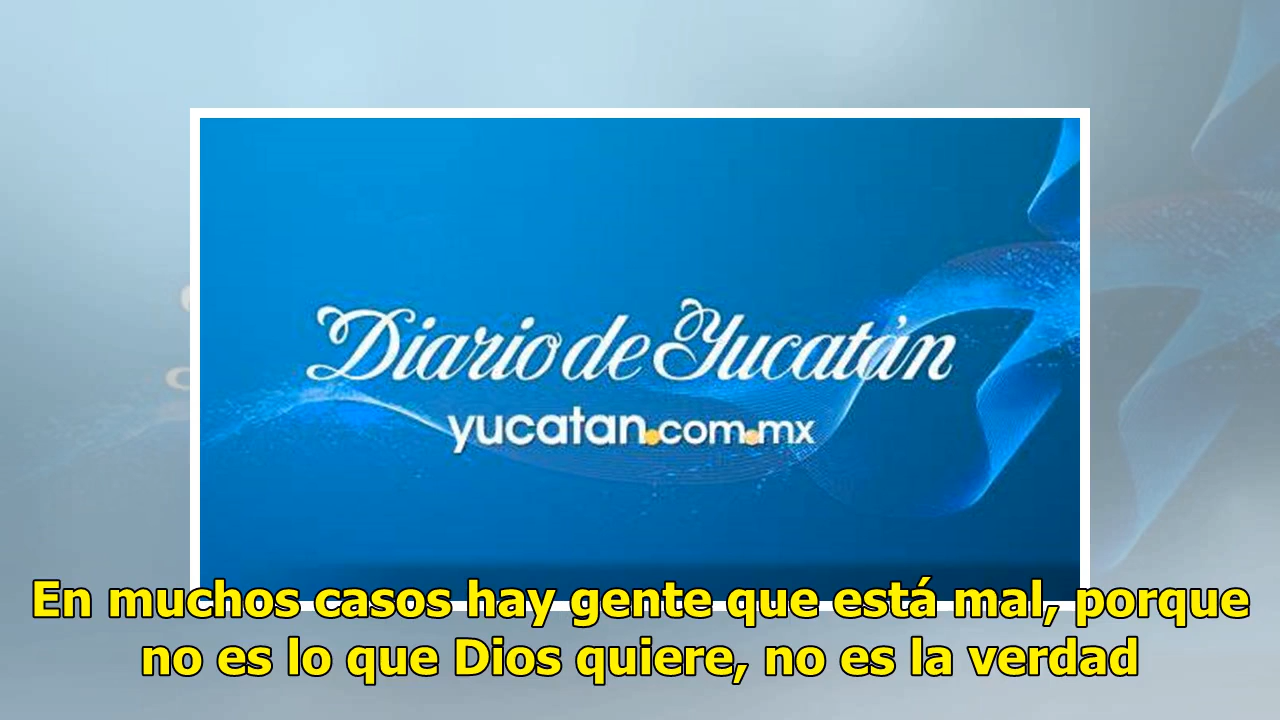 Diario de Yucatán
yucatan.com.mx
En muchos casos hay gente que está mal, porque
no es lo que Dios quiere, no es la verdad